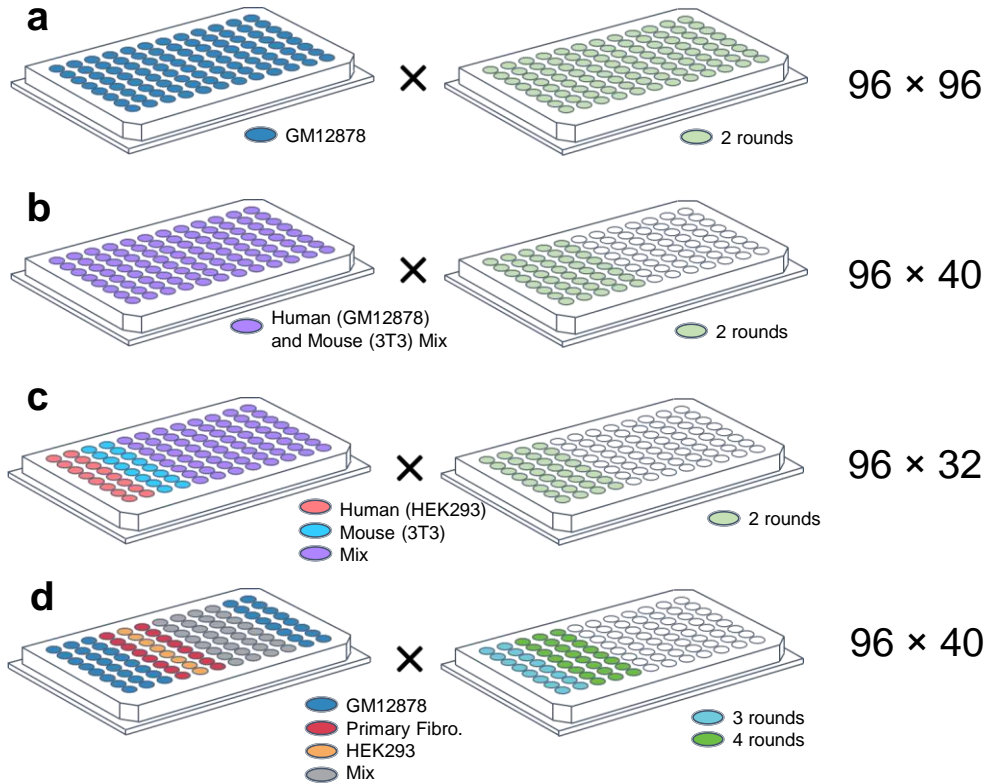 a
×
96 × 96
GM12878
2 rounds
b
×
96 × 40
Human (GM12878)
and Mouse (3T3) Mix
2 rounds
c
×
96 × 32
Human (HEK293)
Mouse (3T3)
Mix
2 rounds
d
×
96 × 40
GM12878
Primary Fibro.
HEK293
Mix
3 rounds
4 rounds